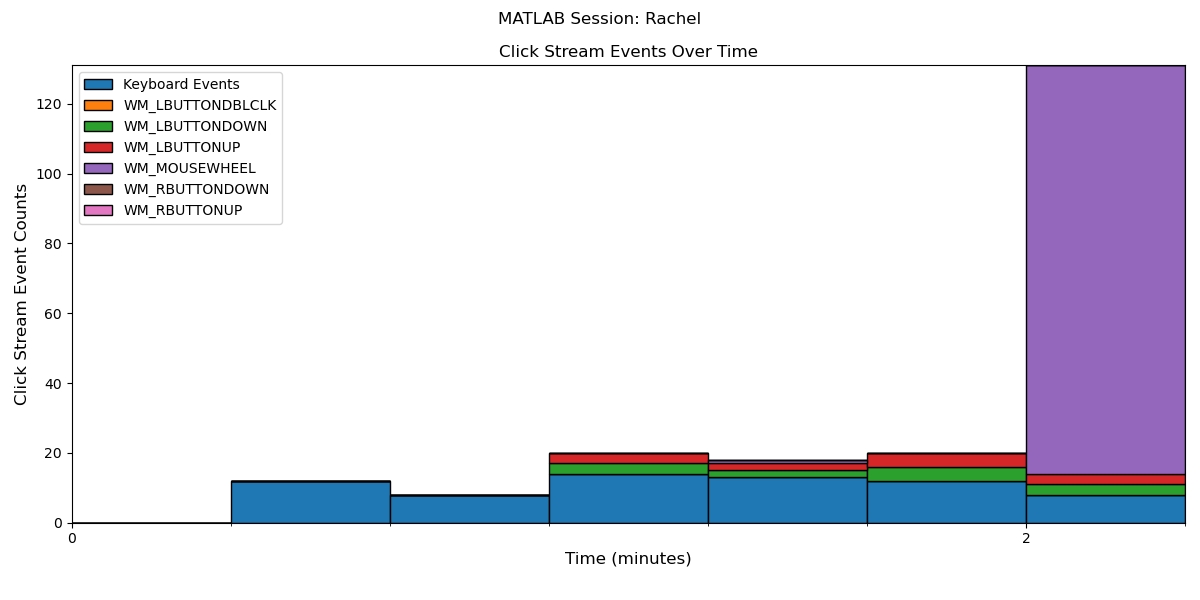 MATLAB Session: Rachel
Click Stream Events Over Time
Keyboard Events
WM_LBUTTONDBLCLK
WM_LBUTTONDOWN
WM_LBUTTONUP
WM_MOUSEWHEEL
WM_RBUTTONDOWN
WM_RBUTTONUP
Click Stream Event Counts
120
100
80
60
40
20
0
0
2
Time (minutes)